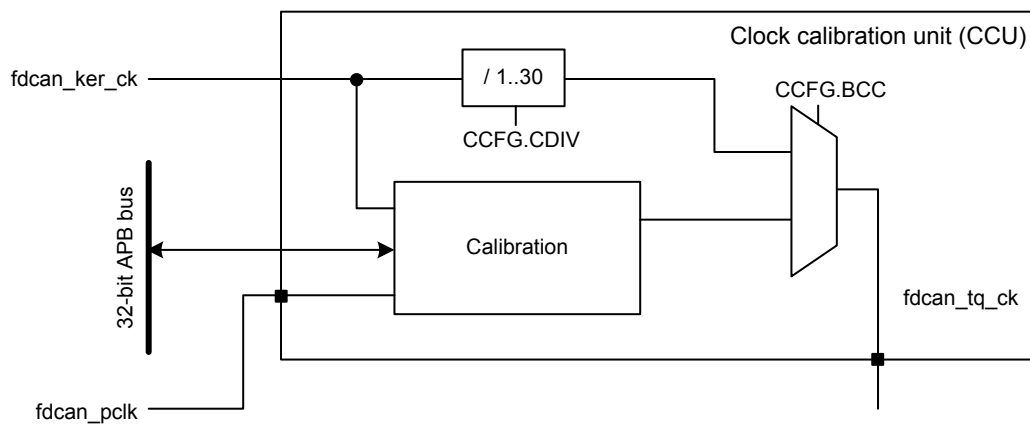 Clock calibration unit (CCU)
fdcan_ker_ck
/ 1..30
CCFG.BCC
CCFG.CDIV
32-bit APB bus
Calibration
fdcan_tq_ck
fdcan_pclk